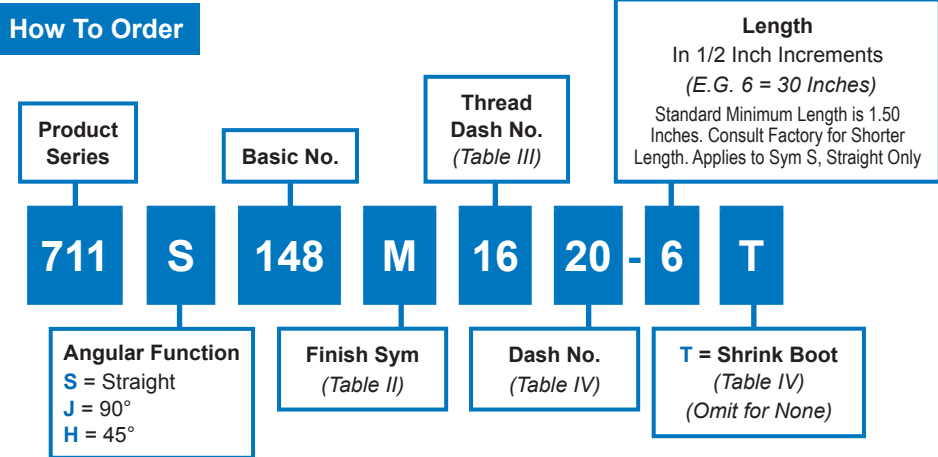 How To Order
Length
In 1/2 Inch Increments
(E.G. 6 = 30 Inches)
Standard Minimum Length is 1.50
Inches. Consult Factory for Shorter
Length. Applies to Sym S, Straight Only
Thread
Dash No.
(Table III)
Product
Series
Basic No.
711 S 148 M 16 20 - 6 T
Angular Function
S = Straight
J = 90°
H = 45°
Finish Sym
(Table II)
Dash No.
(Table IV)
T = Shrink Boot
(Table IV)
(Omit for None)